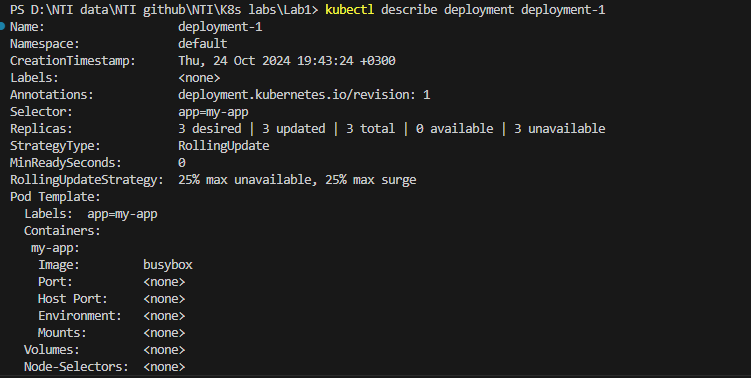 PS D:\NTI data\NTI github\NTI\K8s labs\Lab1> kubectl describe deployment deployment-1
Name:                   deployment-1
Namespace:              default
CreationTimestamp:      Thu, 24 Oct 2024 19:43:24 +0300
Labels:                 <none>
Annotations:            deployment.kubernetes.io/revision: 1
Selector:               app=my-app
Replicas:               3 desired | 3 updated | 3 total | 0 available | 3 unavailable
StrategyType:           RollingUpdate
MinReadySeconds:        0
RollingUpdateStrategy:  25% max unavailable, 25% max surge
Pod Template:
  Labels:  app=my-app
  Containers:
   my-app:
    Image:         busybox
    Port:          <none>
    Host Port:     <none>
    Environment:   <none>
    Mounts:        <none>
  Volumes:         <none>
  Node-Selectors:  <none>